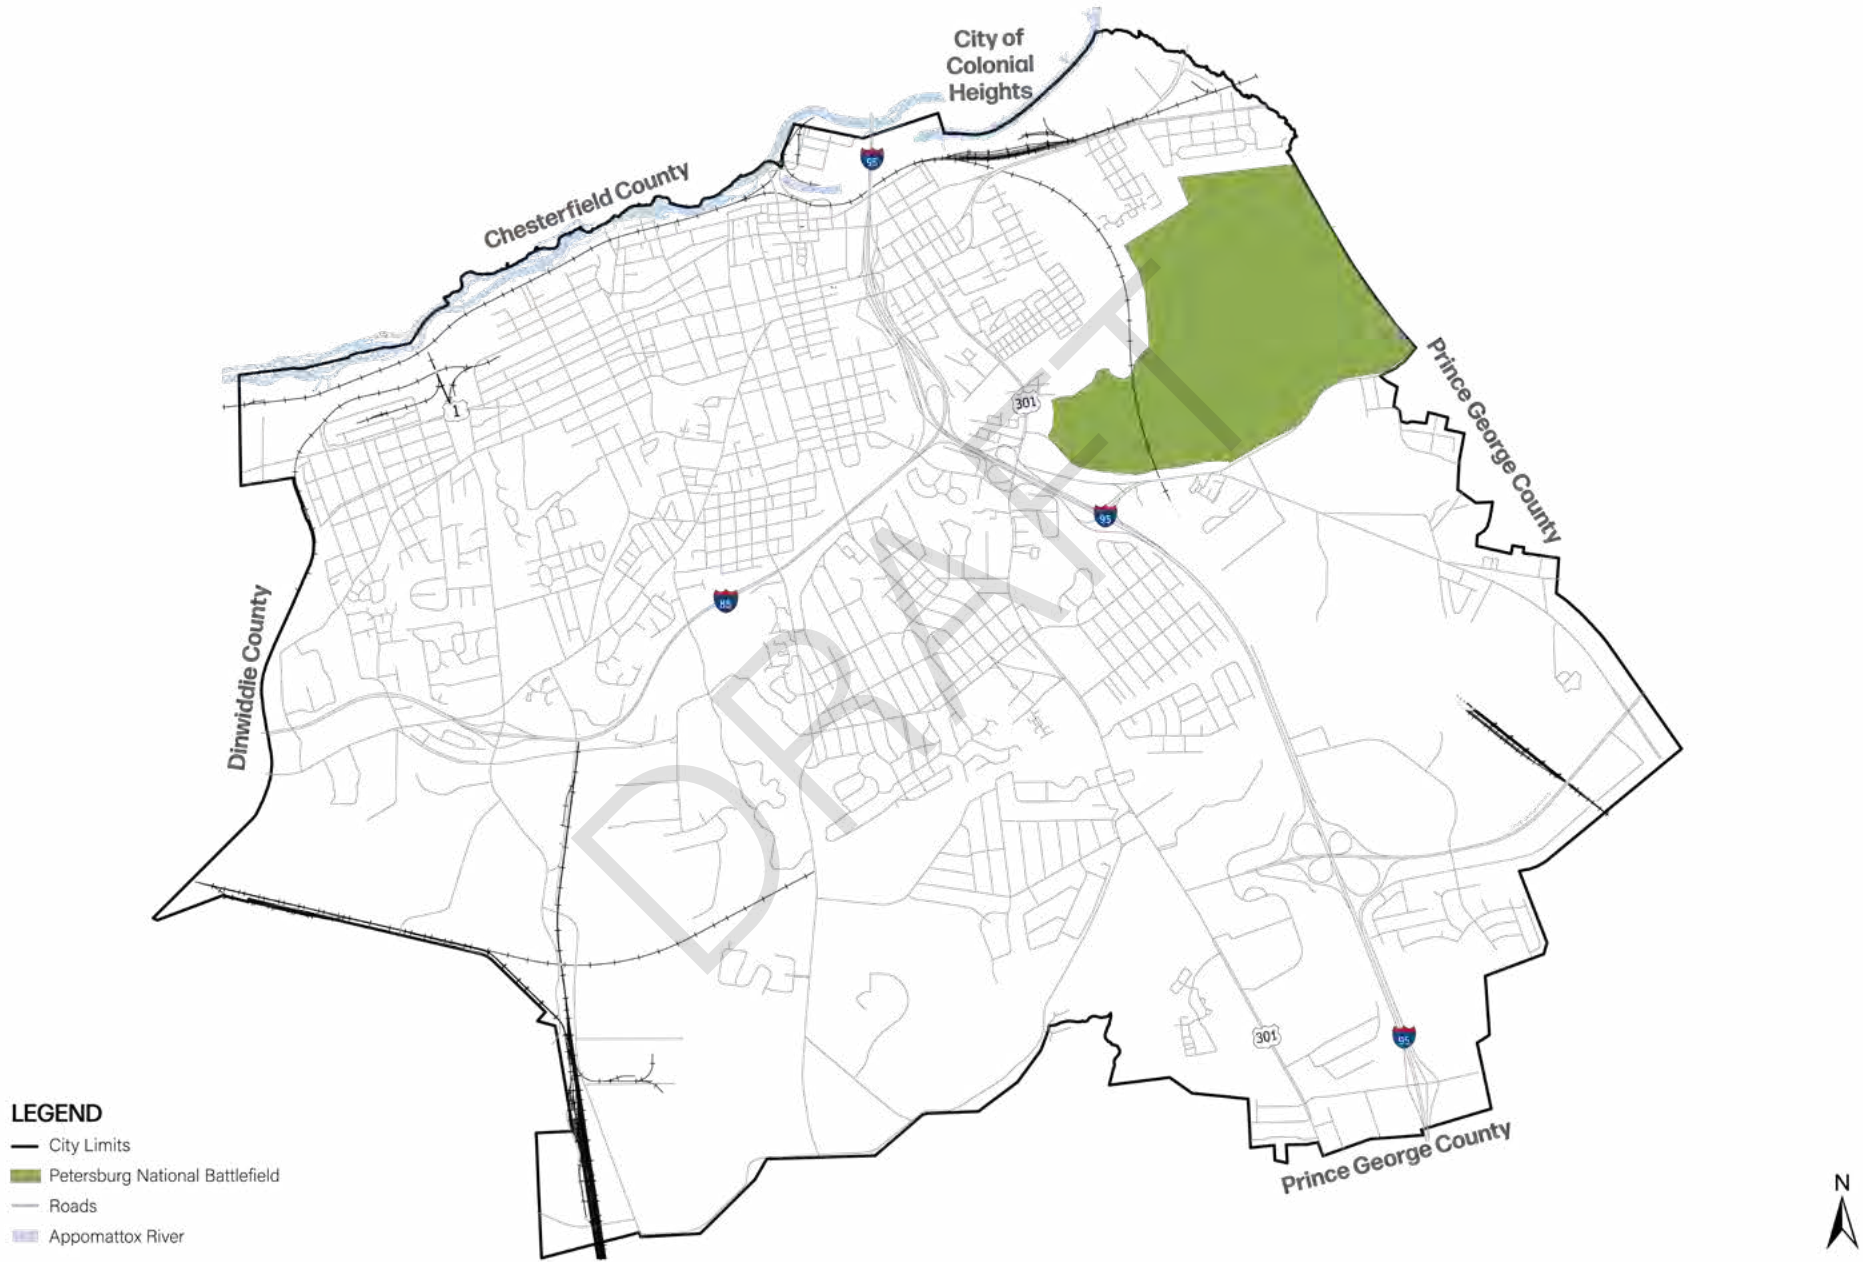 City of
Colonial
Heights
95
Chesterfield County
Prince George County
301
1
95
85
Dinwiddie County
DRAFT
301
95
Prince George County
LEGEND
City Limits
Petersburg National Battlefield
Roads
Appomattox River
N